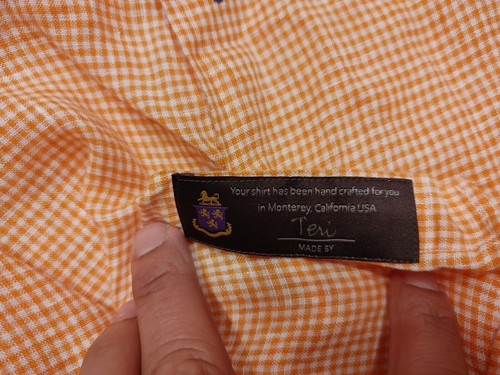 Your shirt has been hand crafted for you
in Monterey, California USA
Teri
MADE BY